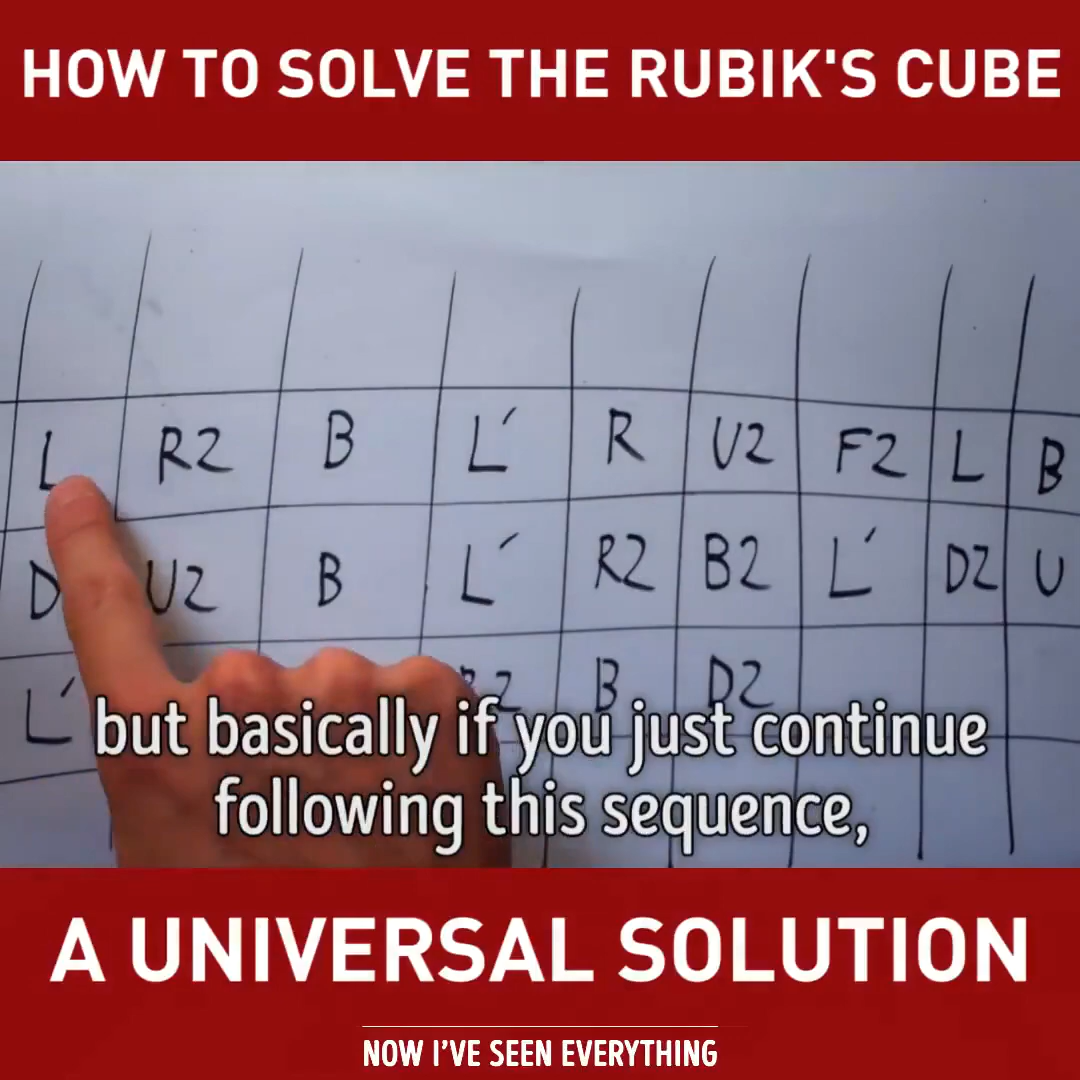 HOW TO SOLVE THE RUBIK'S CUBE
L R2 B L' R U2 F2 L B
D U2 B L' R2 B2 L' D2 U
L' B D2
but basically if you just continue
following this sequence,
A UNIVERSAL SOLUTION
NOW I'VE SEEN EVERYTHING